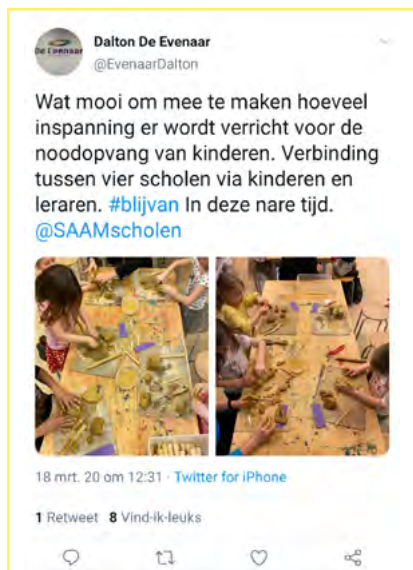 De Evenaar
Dalton De Evenaar
@EvenaarDalton
Wat mooi om mee te maken hoeveel
inspanning er wordt verricht voor de
noodopvang van kinderen. Verbinding
tussen vier scholen via kinderen en
leraren. #blijvan In deze nare tijd.
@SAAMscholen
18 mrt. 20 om 12:31 · Twitter for iPhone
1 Retweet 8 Vind-ik-leuks